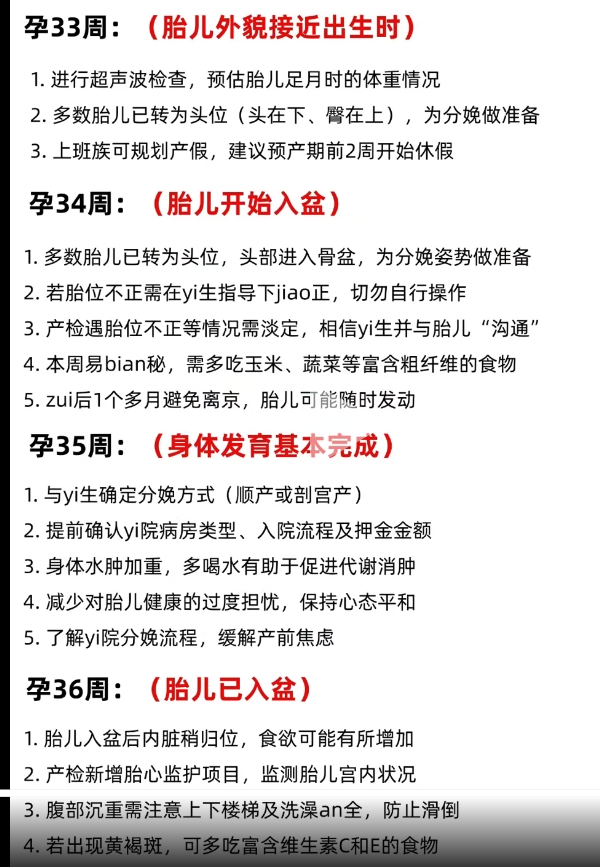 孕33周：（胎儿外貌接近出生时）
1. 进行超声波检查，预估胎儿足月时的体重情况
2. 多数胎儿已转为头位（头在下、臀在上），为分娩做准备
3. 上班族可规划产假，建议预产期前2周开始休假
孕34周：（胎儿开始入盆）
1. 多数胎儿已转为头位，头部进入骨盆，为分娩姿势做准备
2. 若胎位不正需在yi生指导下jiao正，切勿自行操作
3. 产检遇胎位不正等情况需淡定，相信yi生并与胎儿“沟通”
4. 本周易bian秘，需多吃玉米、蔬菜等富含粗纤维的食物
5. zui后1个多月避免离京，胎儿可能随时发动
孕35周：（身体发育基本完成）
1. 与yi生确定分娩方式（顺产或剖宫产）
2. 提前确认yi院病房类型、入院流程及押金金额
3. 身体水肿加重，多喝水有助于促进代谢消肿
4. 减少对胎儿健康的过度担忧，保持心态平和
5. 了解yi院分娩流程，缓解产前焦虑
孕36周：（胎儿已入盆）
1. 胎儿入盆后内脏稍归位，食欲可能有所增加
2. 产检新增胎心监护项目，监测胎儿宫内状况
3. 腹部沉重需注意上下楼梯及洗澡an全，防止滑倒
4. 若出现黄褐斑，可多吃富含维生素C和E的食物